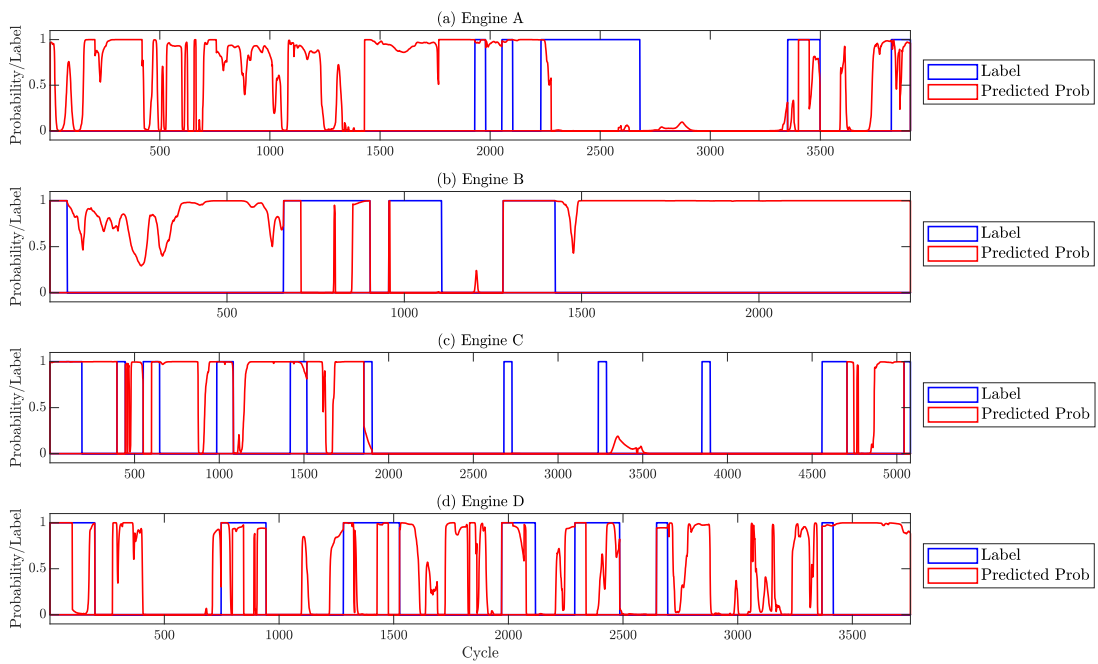 (a) Engine A
Probability/Label
1
0.5
0
500 1000 1500 2000 2500 3000 3500
Label
Predicted Prob
(b) Engine B
Probability/Label
1
0.5
0
500 1000 1500 2000
Label
Predicted Prob
(c) Engine C
Probability/Label
1
0.5
0
500 1000 1500 2000 2500 3000 3500 4000 4500 5000
Label
Predicted Prob
(d) Engine D
Probability/Label
1
0.5
0
500 1000 1500 2000 2500 3000 3500
Label
Predicted Prob
Cycle